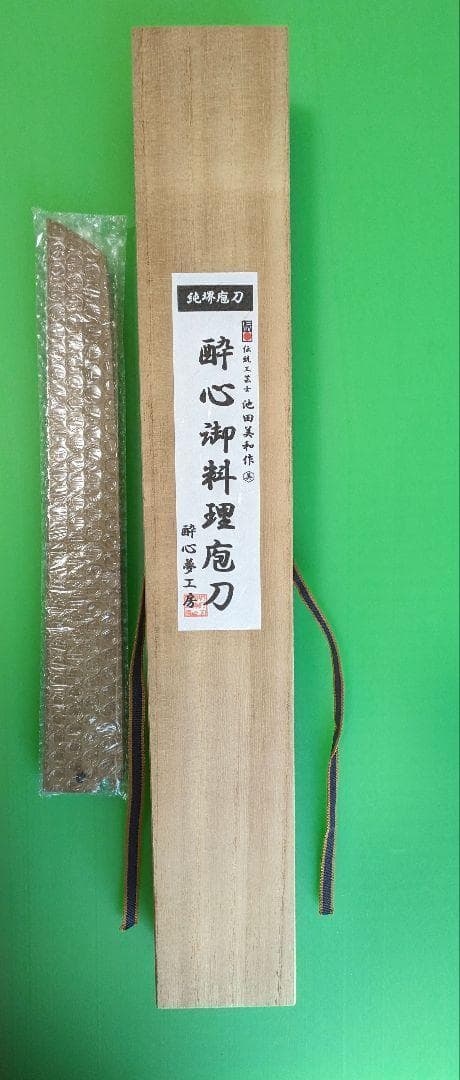 純堺庖刀
伝統工芸士 池田美和作 美
酔心御料理庖刀
酔心夢工房